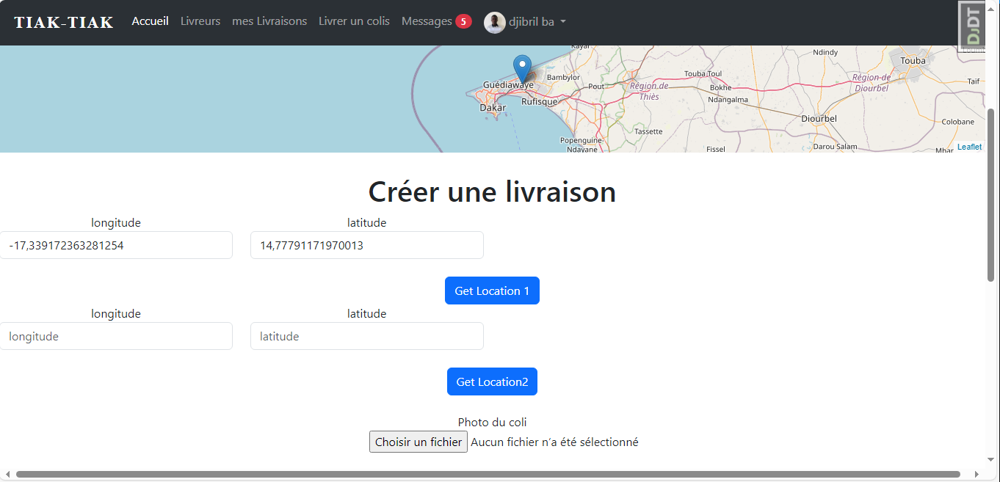 TIAK-TIAK Accueil Livreurs mes Livraisons Livrer un colis Messages 5 djibril ba
DJDT
Kayar
Ndindy
Touba
Guédiawaye
Bambylor
Pout
Région de
Thiès
Touba Toul
Bokhe
Ndangalma
Région de
Diourbel
Taïf
Dakar
Rufisque
Diourbel
Colobane
Tassette
Popenguine-
Ndayane
Fissel
Darou Salam
Mbar
Leaflet
Créer une livraison
longitude latitude
-17,339172363281254 14,77791171970013
Get Location 1
longitude latitude
longitude latitude
Get Location2
Photo du coli
Choisir un fichier Aucun fichier n’a été sélectionné